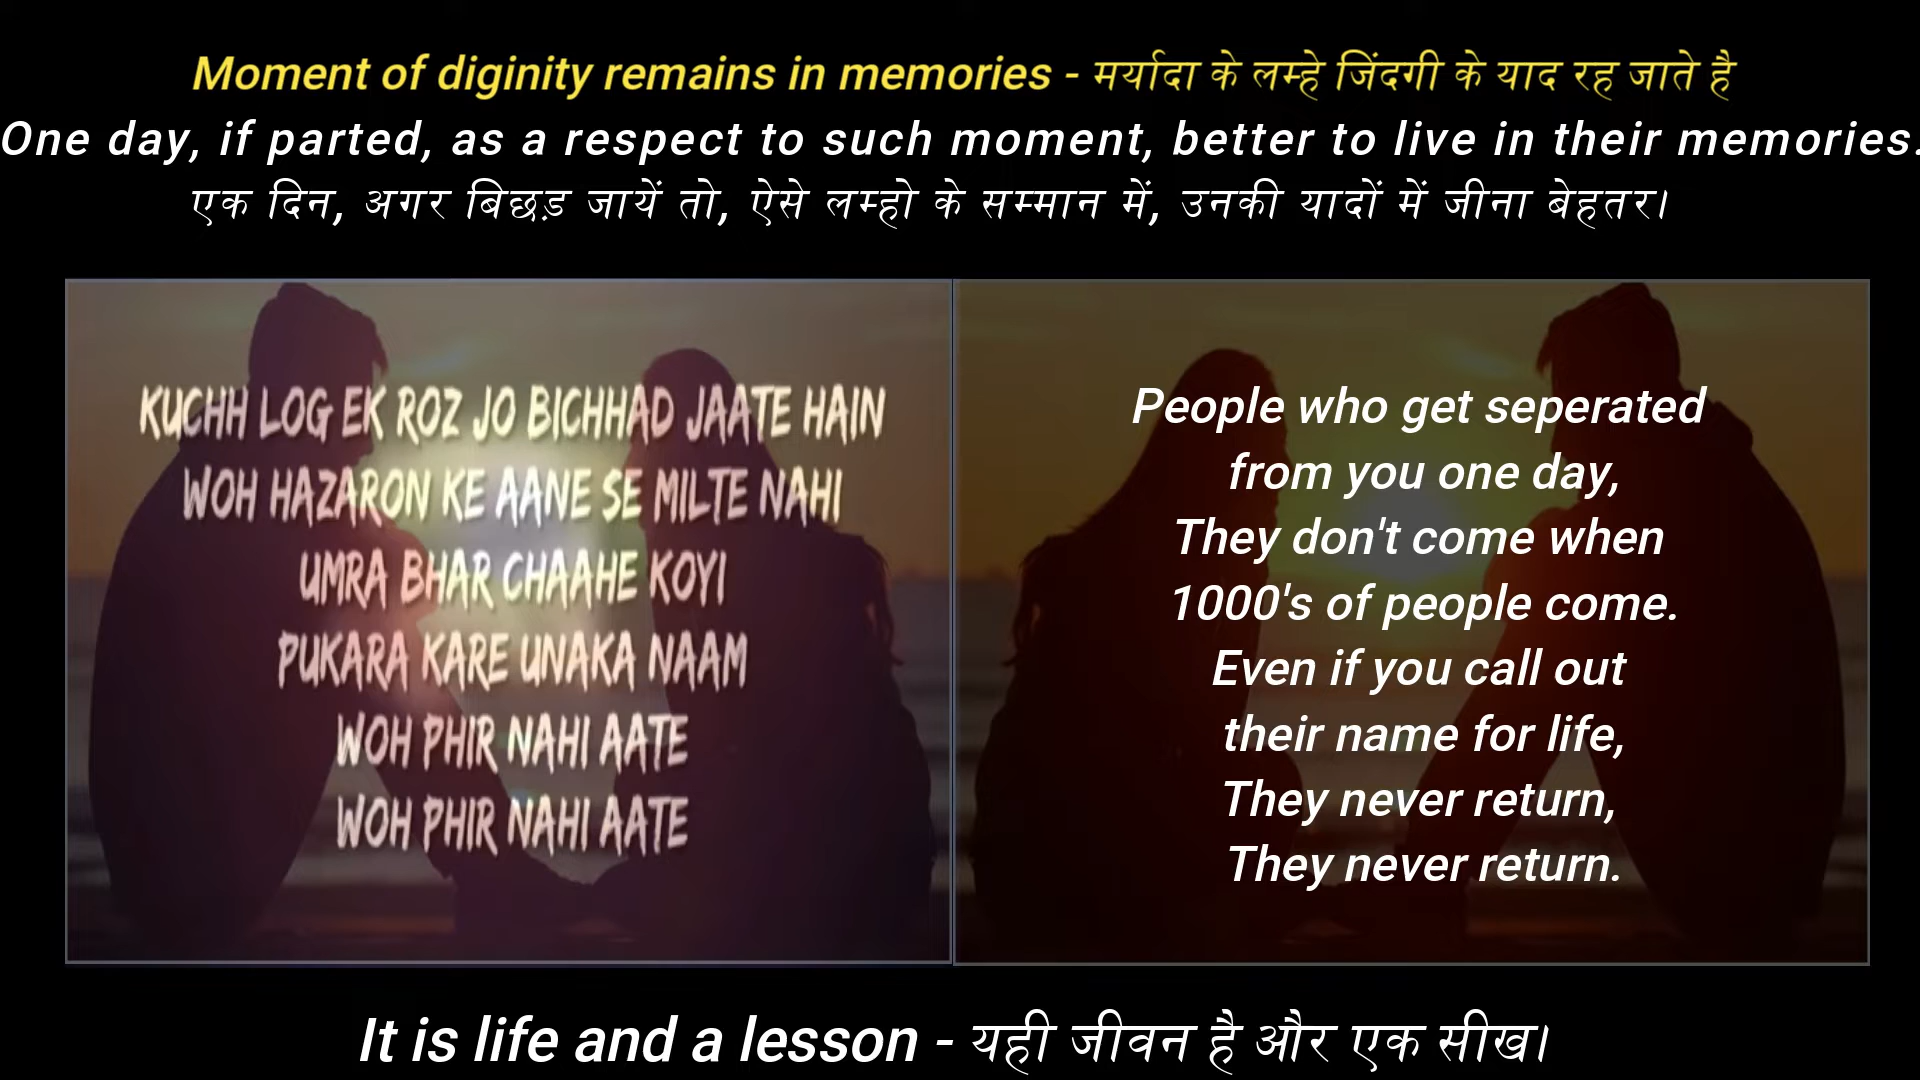 Moment of diginity remains in memories - मर्यादा के लम्हे जिंदगी के याद रह जाते है
One day, if parted, as a respect to such moment, better to live in their memories.
एक दिन, अगर बिछड़ जायें तो, ऐसे लम्हो के सम्मान में, उनकी यादों में जीना बेहतर।
KUCHH LOG EK ROZ JO BICHHAD JAATE HAIN
WOH HAZARON KE AANE SE MILTE NAHI
UMRA BHAR CHAAHE KOYI
PUKARA KARE UNAKA NAAM
WOH PHIR NAHI AATE
WOH PHIR NAHI AATE
People who get seperated
from you one day,
They don't come when
1000's of people come.
Even if you call out
their name for life,
They never return,
They never return.
It is life and a lesson - यही जीवन है और एक सीख।